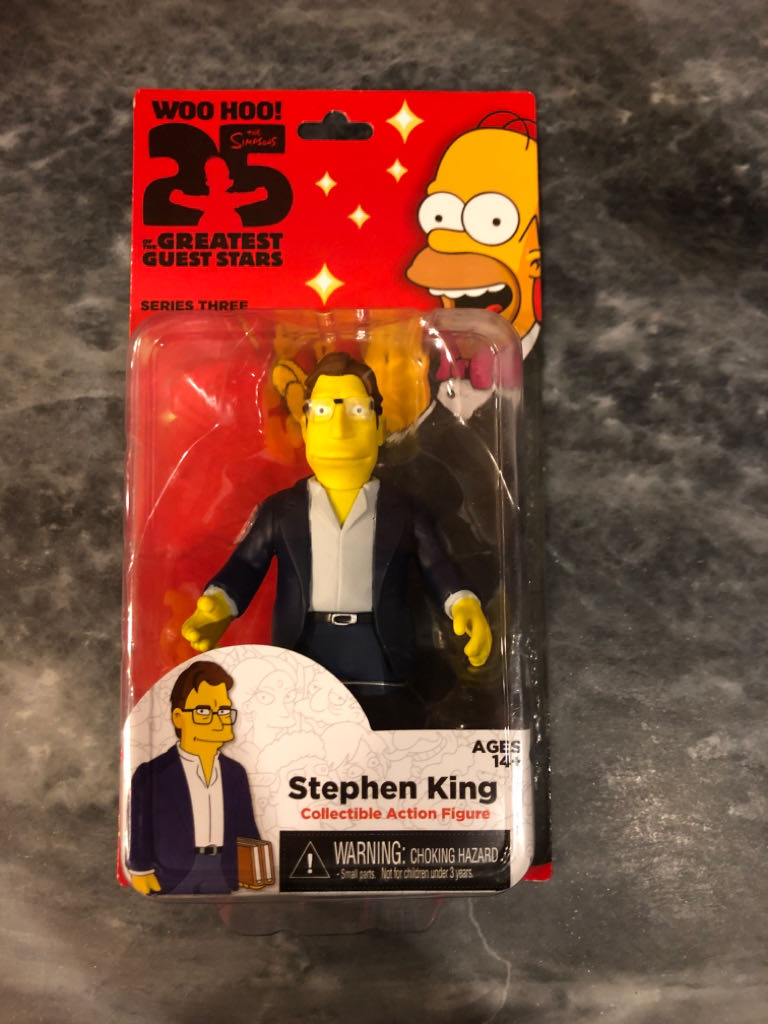 WOO HOO!
THE
SIMPSONS
25
OF THE GREATEST
GUEST STARS
SERIES THREE
AGES
14+
Stephen King
Collectible Action Figure
WARNING: CHOKING HAZARD
- Small parts. Not for children under 3 years.